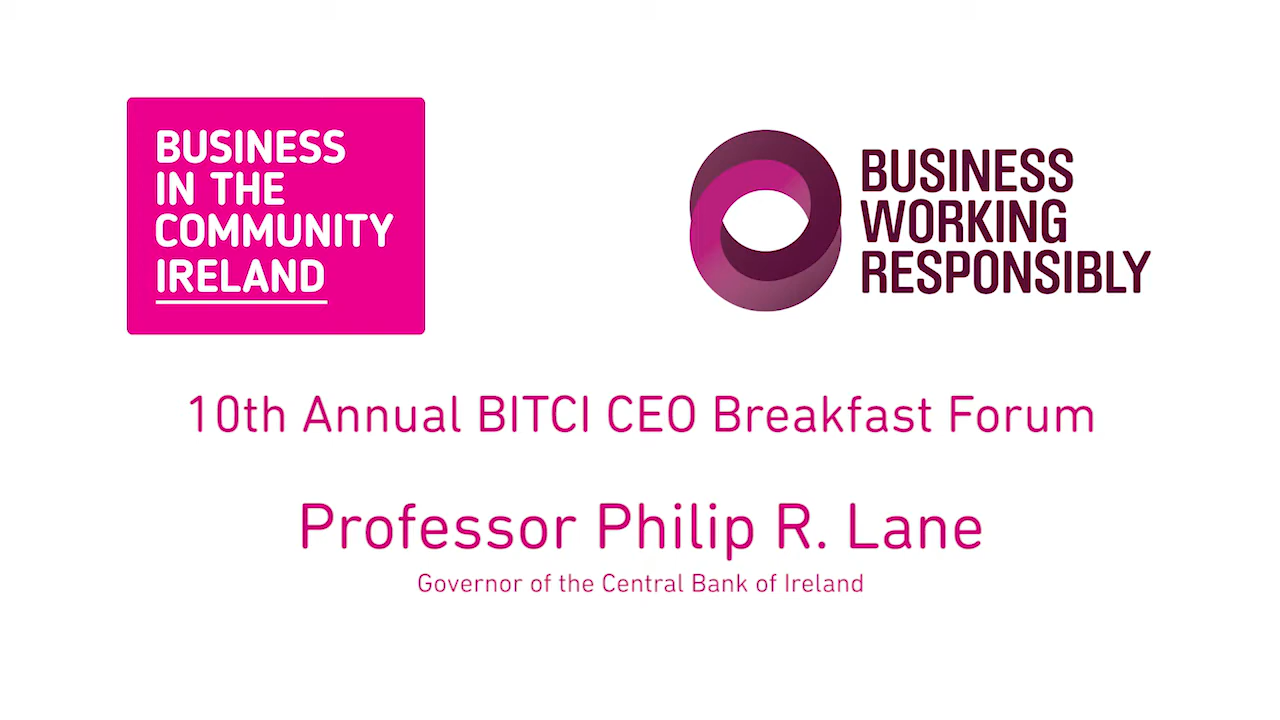 BUSINESS
IN THE
COMMUNITY
IRELAND
BUSINESS
WORKING
RESPONSIBLY
10th Annual BITCI CEO Breakfast Forum
Professor Philip R. Lane
Governor of the Central Bank of Ireland